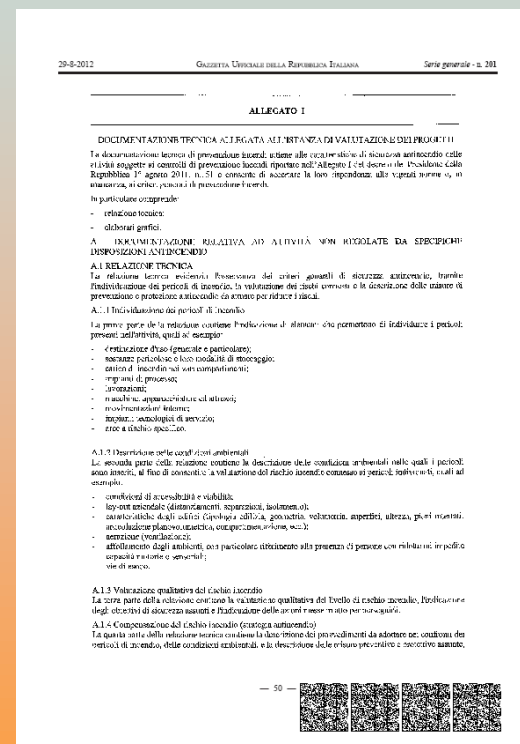 29-8-2012 GAZZETTA UFFICIALE DELLA REPUBBLICA ITALIANA Serie generale - n. 201
ALLEGATO I
DOCUMENTAZIONE TECNICA ALLEGATA ALL'ISTANZA DI VALUTAZIONE DEI PROGETTI
La documentazione tecnica di prevenzione incendi attiene alle caratteristiche di sicurezza antincendio delle
attività soggette ai controlli di prevenzione incendi riportate nell'Allegato I del decreto del Presidente della
Repubblica 1° agosto 2011, n. 151 e consente di accertare la loro rispondenza alla vigenti norme o, in
mancanza, ai criteri generali di prevenzione incendi.
In particolare comprende:
- relazione tecnica;
- elaborati grafici.
A DOCUMENTAZIONE RELATIVA AD ATTIVITÀ NON REGOLATE DA SPECIFICHE
DISPOSIZIONI ANTINCENDIO
A.1 RELAZIONE TECNICA
La relazione tecnica evidenzia l'osservanza dei criteri generali di sicurezza antincendio, tramite
l'individuazione dei pericoli di incendio, la valutazione dei rischi connessi e la descrizione delle misure di
prevenzione e protezione antincendio da attuare per ridurre i rischi.
A.1.1 Individuazione dei pericoli di incendio
La prima parte della relazione contiene l'indicazione di elementi che permettono di individuare i pericoli
presenti nell'attività, quali ad esempio:
- destinazione d'uso (generale e particolare);
- sostanze pericolose e loro modalità di stoccaggio;
- carico di incendio nei vari compartimenti;
- impianti di processo;
- lavorazioni;
- macchine, apparecchiature ed attrezzi;
- movimentazioni interne;
- impianti tecnologici di servizio;
- aree a rischio specifico.
A.1.2 Descrizione delle condizioni ambientali
La seconda parte della relazione contiene la descrizione delle condizioni ambientali nelle quali i pericoli
sono inseriti, al fine di consentire la valutazione del rischio incendio connesso ai pericoli individuati, quali ad
esempio:
- condizioni di accessibilità e viabilità;
- lay-out aziendale (distanziamenti, separazioni, isolamento);
- caratteristiche degli edifici (tipologia edilizia, geometria, volumetria, superfici, altezza, piani interrati,
articolazione planovolumetrica, compartimentazione, ecc.);
- aerazione (ventilazione);
- affollamento degli ambienti, con particolare riferimento alla presenza di persone con ridotte od impedite
capacità motorie o sensoriali;
vie di esodo.
A.1.3 Valutazione qualitativa del rischio incendio
La terza parte della relazione contiene la valutazione qualitativa del livello di rischio incendio, l'indicazione
degli obiettivi di sicurezza assunti e l'indicazione delle azioni messe in atto per perseguirli.
A.1.4 Compensazione del rischio incendio (strategia antincendio)
La quarta parte della relazione tecnica contiene la descrizione dei provvedimenti da adottare nei confronti dei
pericoli di incendio, delle condizioni ambientali, e la descrizione delle misure preventive e protettive assunte,
— 50 —